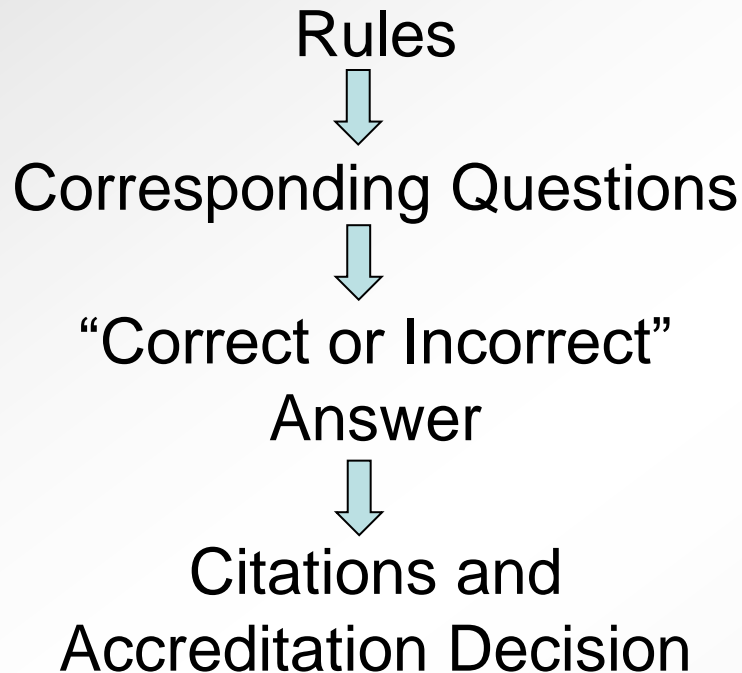 Rules
Corresponding Questions
“Correct or Incorrect”
Answer
Citations and
Accreditation Decision